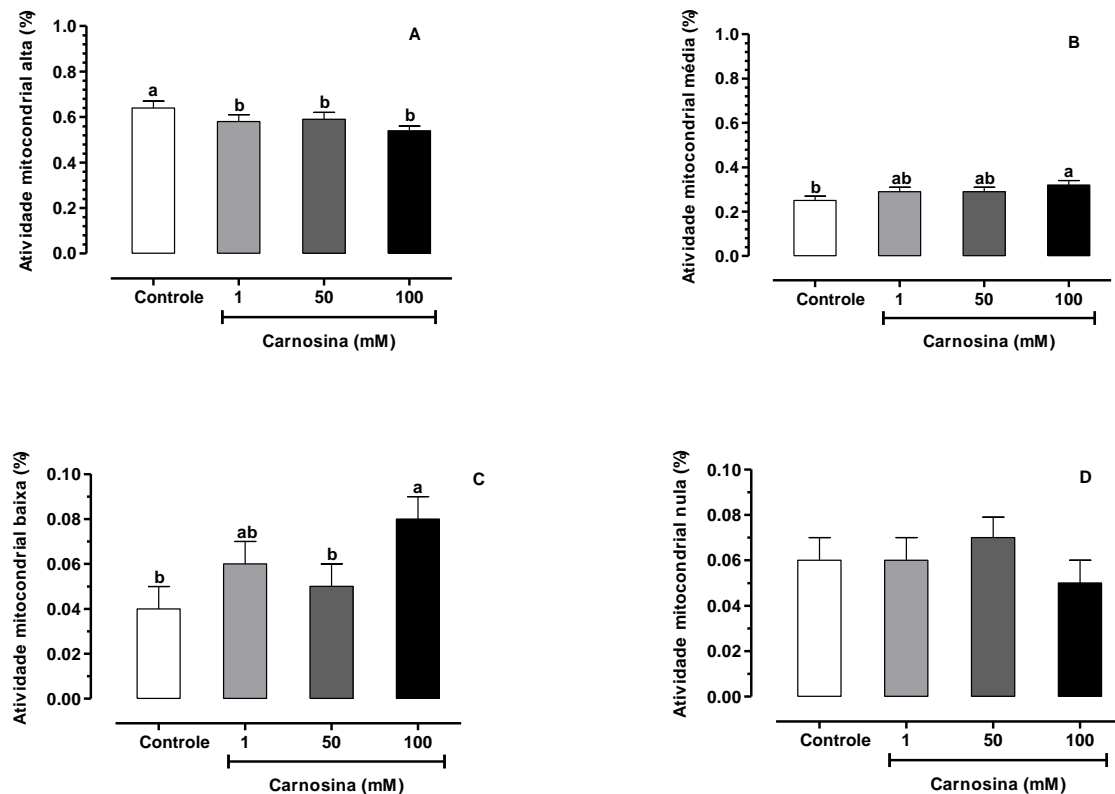 A
Atividade mitocondrial alta (%)
1.0
0.8
0.6
0.4
0.2
0.0
a
b
b
b
Controle 1 50 100
Carnosina (mM)
B
Atividade mitocondrial média (%)
1.0
0.8
0.6
0.4
0.2
0.0
b
ab
ab
a
Controle 1 50 100
Carnosina (mM)
C
Atividade mitocondrial baixa (%)
0.10
0.08
0.06
0.04
0.02
0.00
b
ab
b
a
Controle 1 50 100
Carnosina (mM)
D
Atividade mitocondrial nula (%)
0.10
0.08
0.06
0.04
0.02
0.00
Controle 1 50 100
Carnosina (mM)